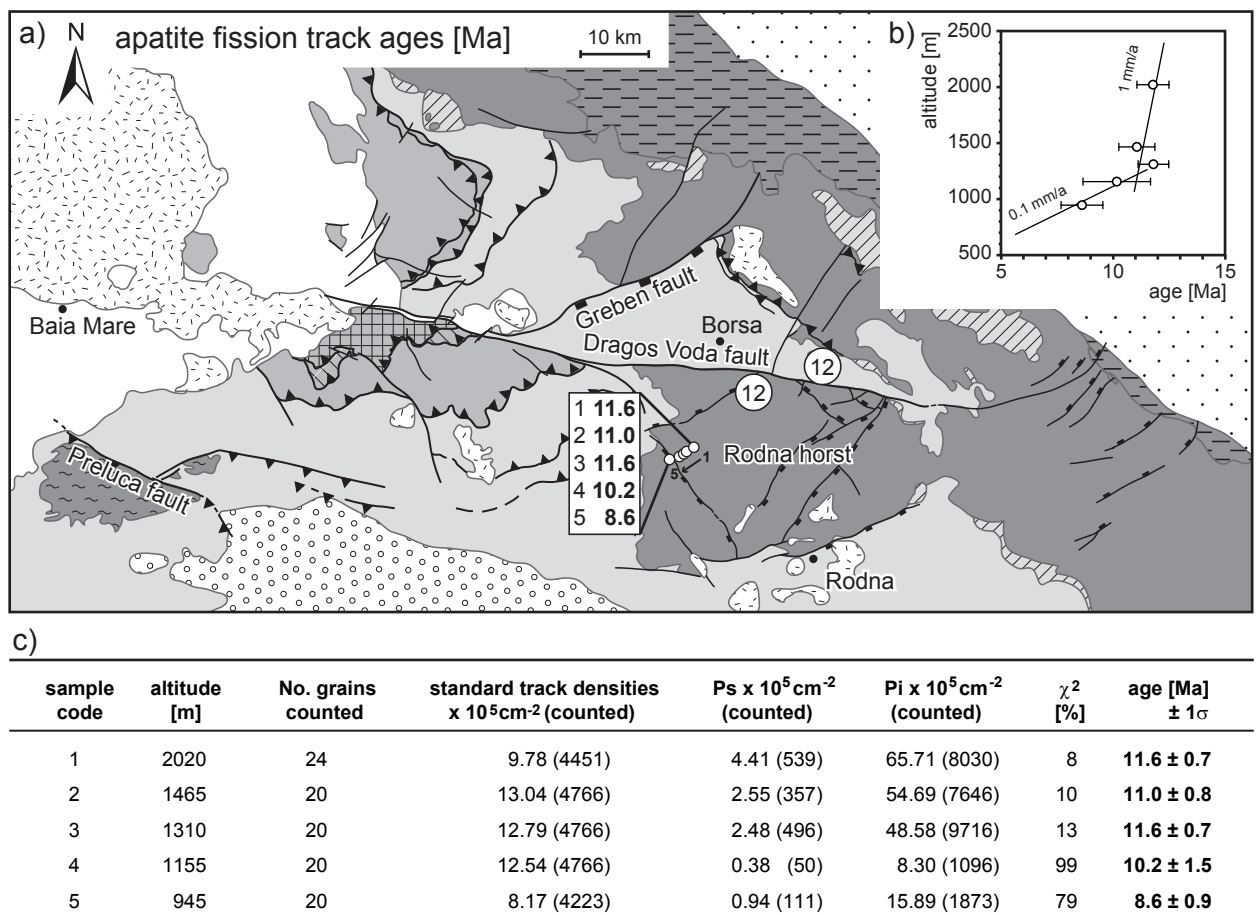 a)
N
apatite fission track ages [Ma]
10 km
Baia Mare
Greben fault
Borsa
Dragos Voda fault
12
12
1 11.6
2 11.0
3 11.6
4 10.2
5 8.6
Rodna horst
1
5
Preluca fault
Rodna
b)
altitude [m]
2500
2000
1500
1000
500
1 mm/a
0.1 mm/a
5 10 15
age [Ma]
c)
sample code altitude [m] No. grains counted standard track densities x 10⁵cm⁻² (counted) Ps x 10⁵cm⁻² (counted) Pi x 10⁵cm⁻² (counted) χ² [%] age [Ma] ± 1σ
1 2020 24 9.78 (4451) 4.41 (539) 65.71 (8030) 8 11.6 ± 0.7
2 1465 20 13.04 (4766) 2.55 (357) 54.69 (7646) 10 11.0 ± 0.8
3 1310 20 12.79 (4766) 2.48 (496) 48.58 (9716) 13 11.6 ± 0.7
4 1155 20 12.54 (4766) 0.38 (50) 8.30 (1096) 99 10.2 ± 1.5
5 945 20 8.17 (4223) 0.94 (111) 15.89 (1873) 79 8.6 ± 0.9